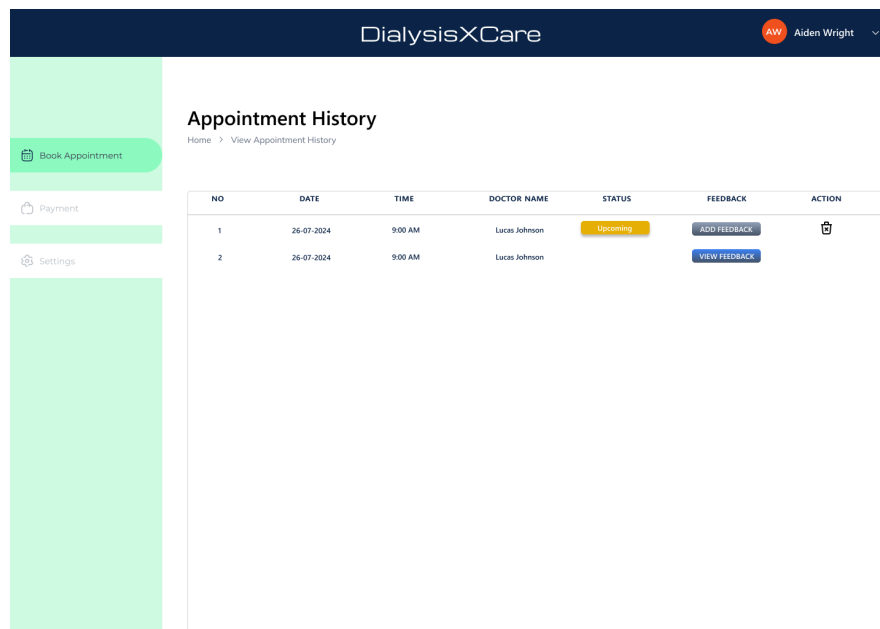 DialysisXCare
AW Aiden Wright
Appointment History
Home > View Appointment History
Book Appointment
Payment
Settings
NO DATE TIME DOCTOR NAME STATUS FEEDBACK ACTION
1 26-07-2024 9:00 AM Lucas Johnson Upcoming ADD FEEDBACK
2 26-07-2024 9:00 AM Lucas Johnson VIEW FEEDBACK